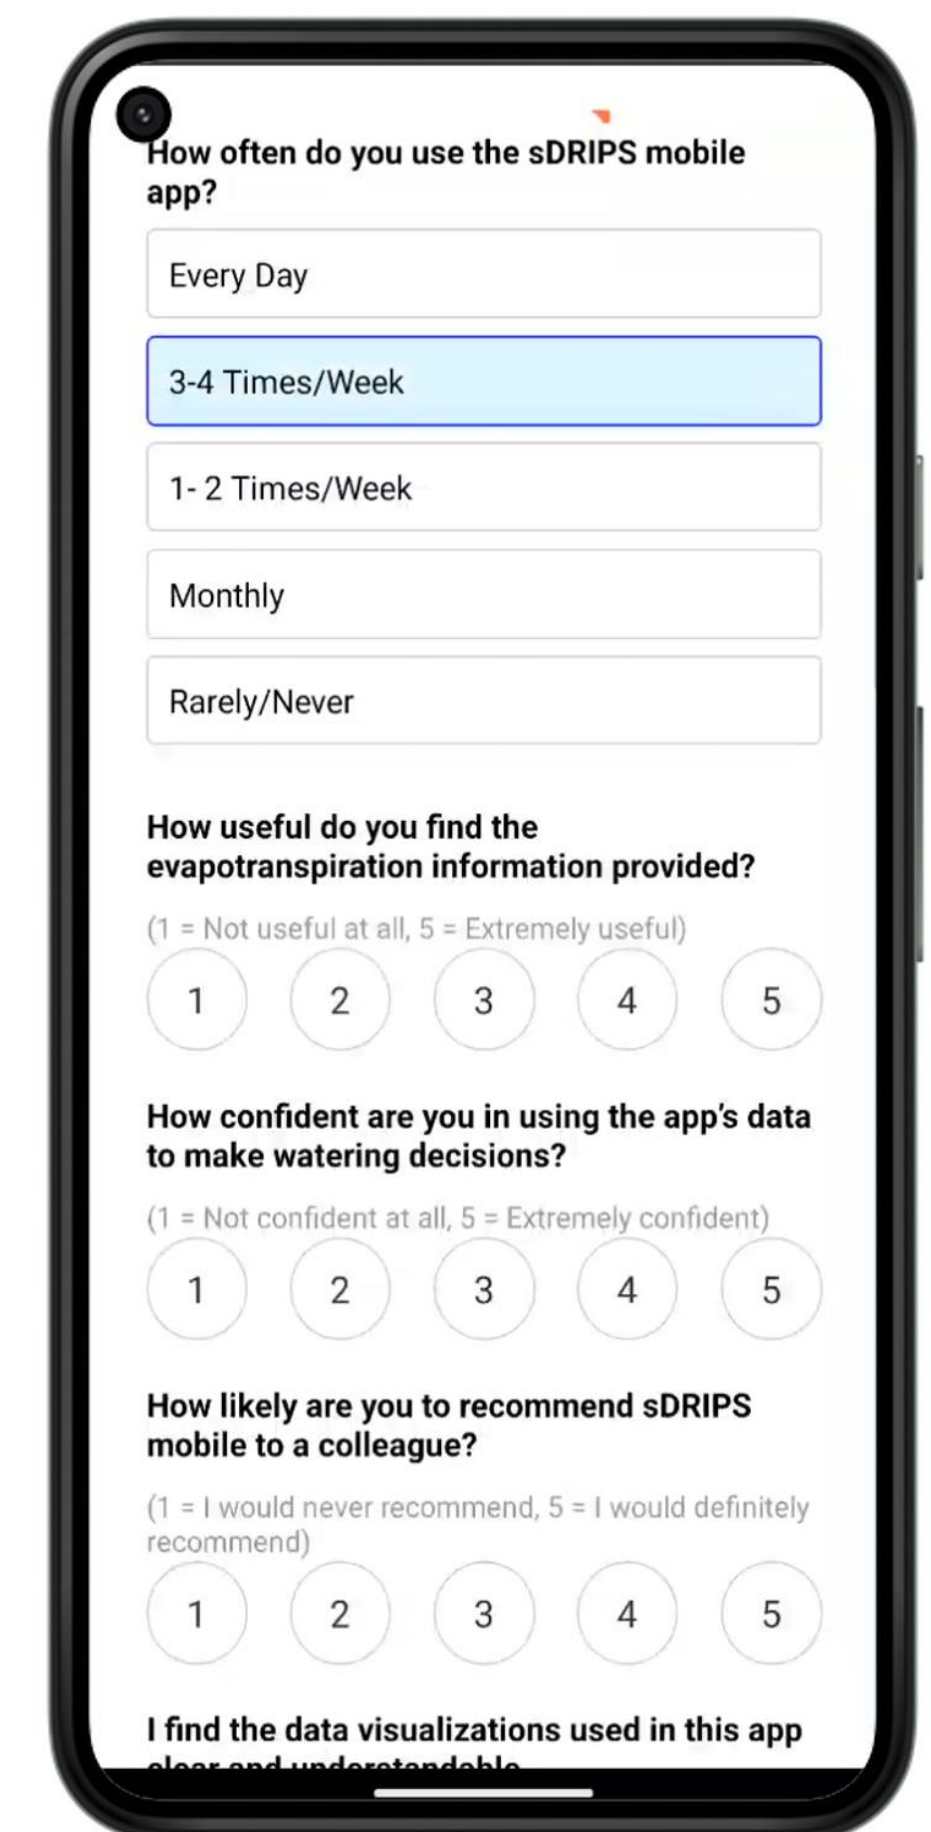 How often do you use the sDRIPS mobile
app?
Every Day
3-4 Times/Week
1- 2 Times/Week
Monthly
Rarely/Never
How useful do you find the
evapotranspiration information provided?
(1 = Not useful at all, 5 = Extremely useful)
1 2 3 4 5
How confident are you in using the app's data
to make watering decisions?
(1 = Not confident at all, 5 = Extremely confident)
1 2 3 4 5
How likely are you to recommend sDRIPS
mobile to a colleague?
(1 = I would never recommend, 5 = I would definitely
recommend)
1 2 3 4 5
I find the data visualizations used in this app
clear and understandable